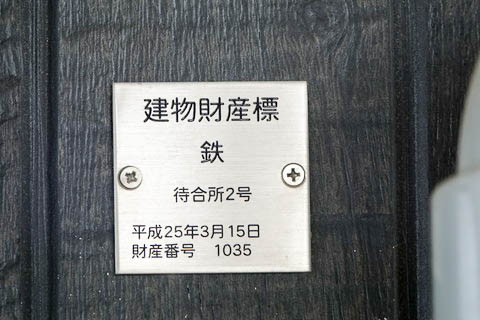 建物財産標
鉄
待合所2号
平成25年3月15日
財産番号 1035